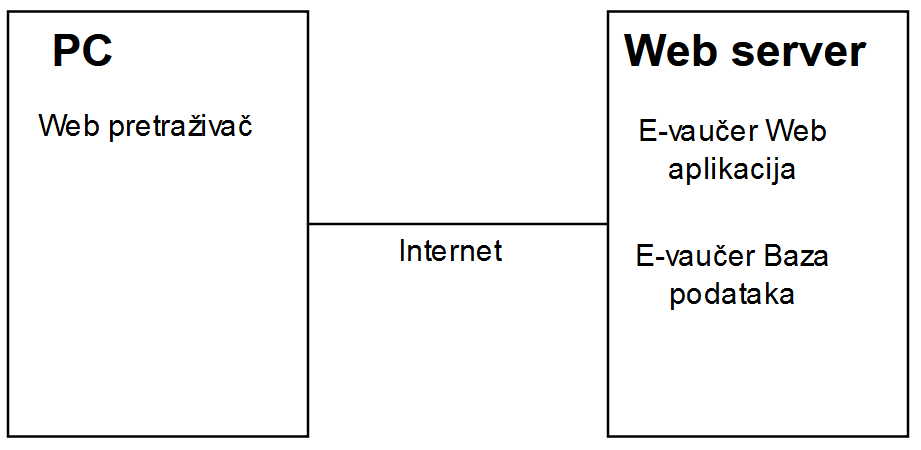 PC
Web pretraživač
Internet
Web server
E-vaučer Web
aplikacija
E-vaučer Baza
podataka